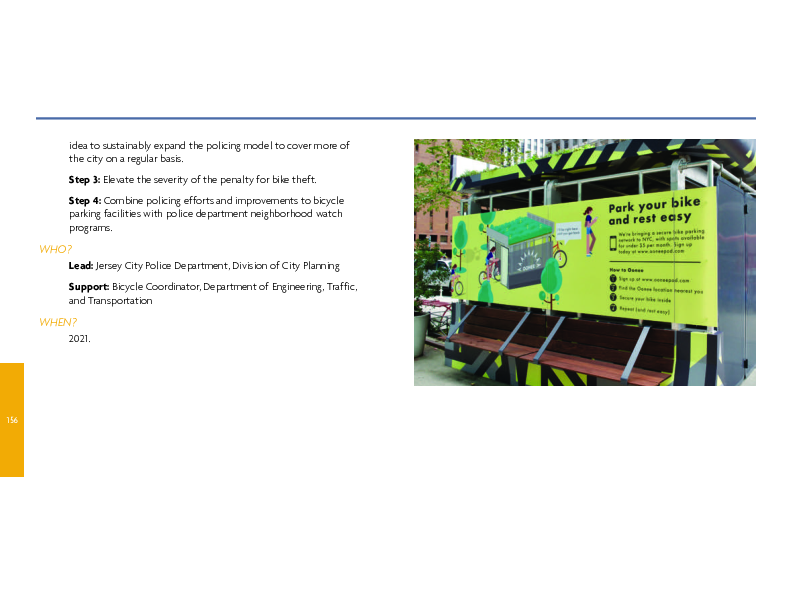 idea to sustainably expand the policing model to cover more of
the city on a regular basis.
Step 3: Elevate the severity of the penalty for bike theft.
Step 4: Combine policing efforts and improvements to bicycle
parking facilities with police department neighborhood watch
programs.
WHO?
Lead: Jersey City Police Department, Division of City Planning
Support: Bicycle Coordinator, Department of Engineering, Traffic,
and Transportation
WHEN?
2021.
156
Park your bike
and rest easy
We're bringing a secure bike parking
network to NYC, with spots available
for under $5 per month. Sign up
today at www.ooneepod.com
How to Oonee
Sign up at www.ooneepod.com
Find the Oonee location nearest you
Secure your bike inside
Repeat (and rest easy)
OONEE